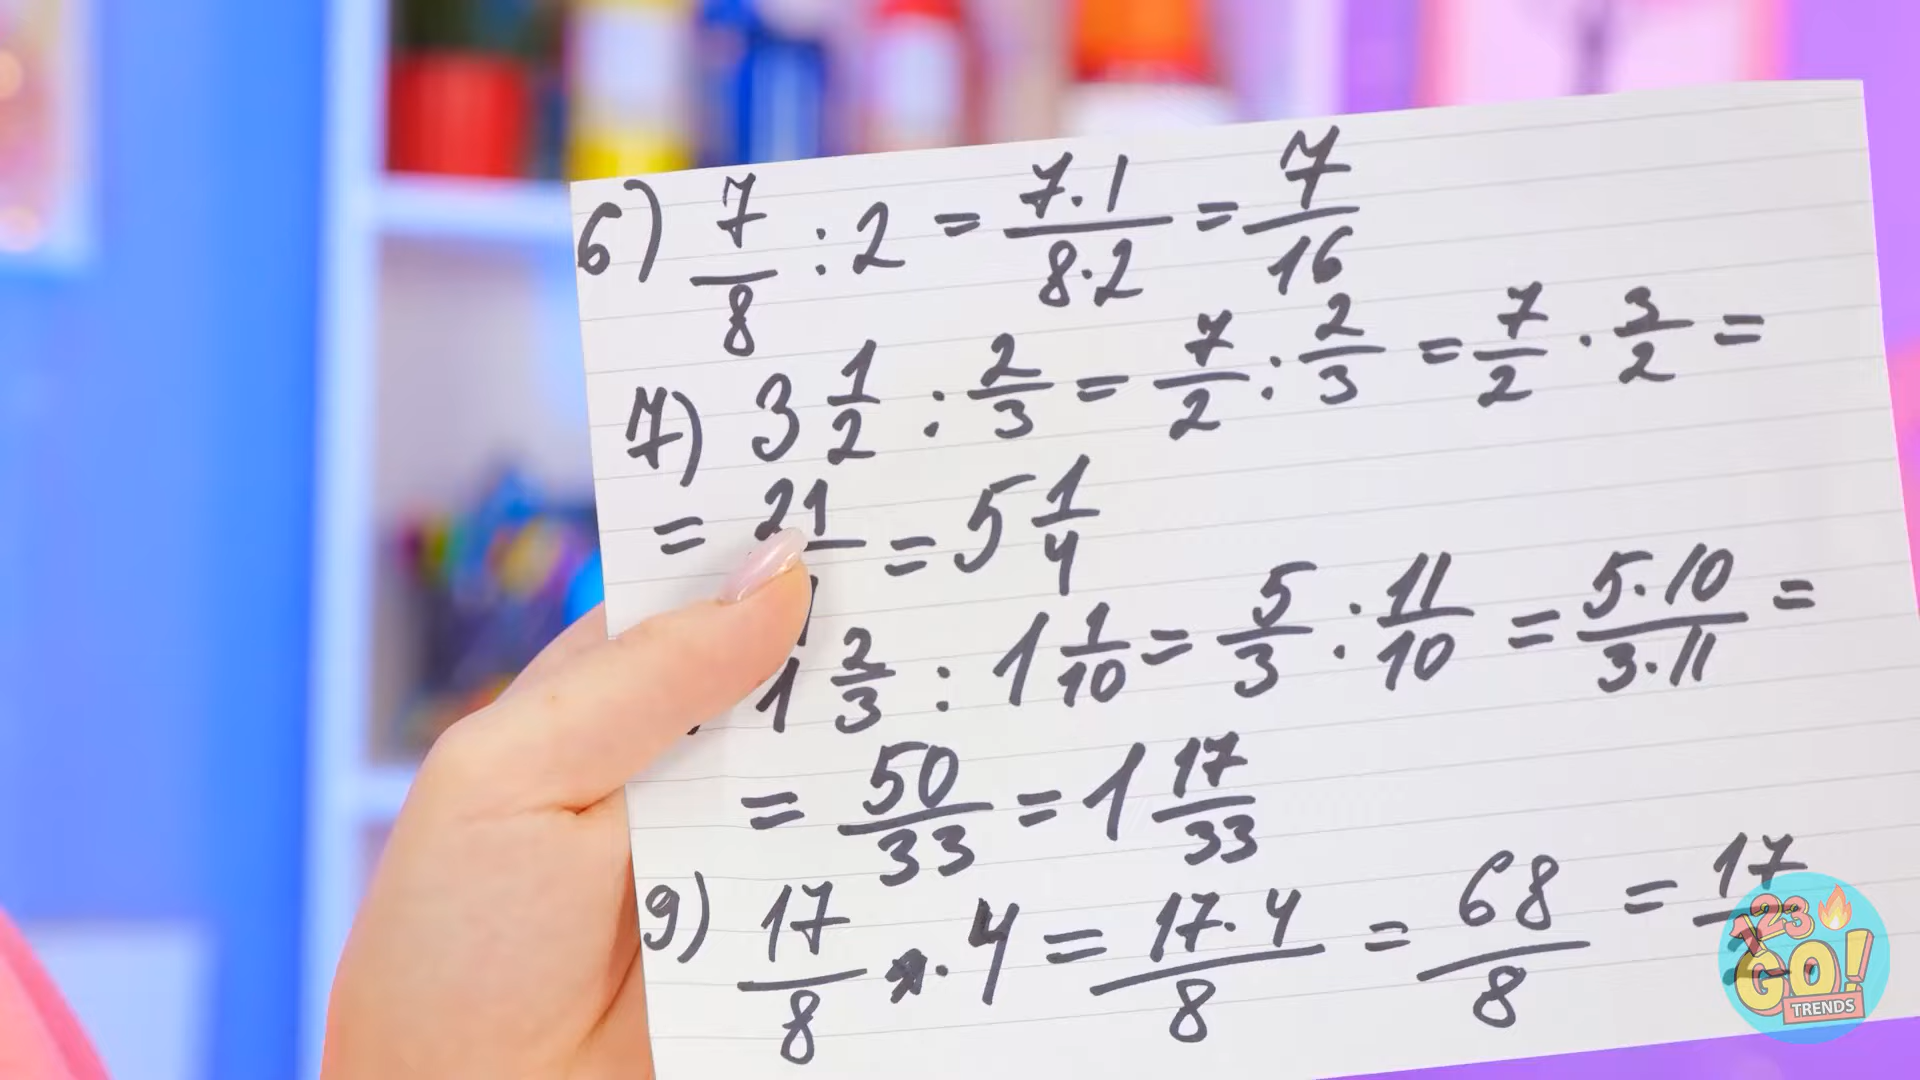 6) 7/8 : 2 = 7·1/8·2 = 7/16
7) 3 1/2 : 2/3 = 7/2 : 2/3 = 7/2 · 3/2 =
= 21/ = 5 1/4
1 2/3 : 1 1/10 = 5/3 : 11/10 = 5·10/3·11 =
= 50/33 = 1 17/33
9) 17/8 · 4 = 17·4/8 = 68/8 = 17/
123 GO!
TRENDS